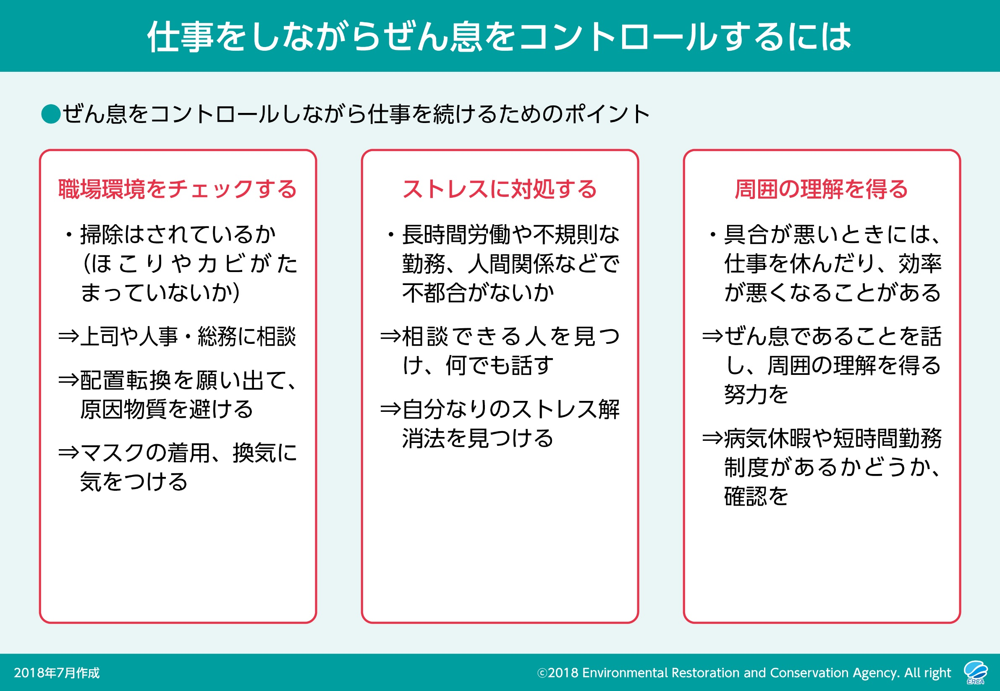 仕事をしながらぜん息をコントロールするには
●ぜん息をコントロールしながら仕事を続けるためのポイント
職場環境をチェックする
・掃除はされているか
（ほこりやカビがた
まっていないか）
⇒上司や人事・総務に相談
⇒配置転換を願い出て、
原因物質を避ける
⇒マスクの着用、換気に
気をつける
ストレスに対処する
・長時間労働や不規則な
勤務、人間関係などで
不都合がないか
⇒相談できる人を見つ
け、何でも話す
⇒自分なりのストレス解
消法を見つける
周囲の理解を得る
・具合が悪いときには、
仕事を休んだり、効率
が悪くなることがある
⇒ぜん息であることを話
し、周囲の理解を得る
努力を
⇒病気休暇や短時間勤務
制度があるかどうか、
確認を
2018年7月作成
©2018 Environmental Restoration and Conservation Agency. All right
ERCA